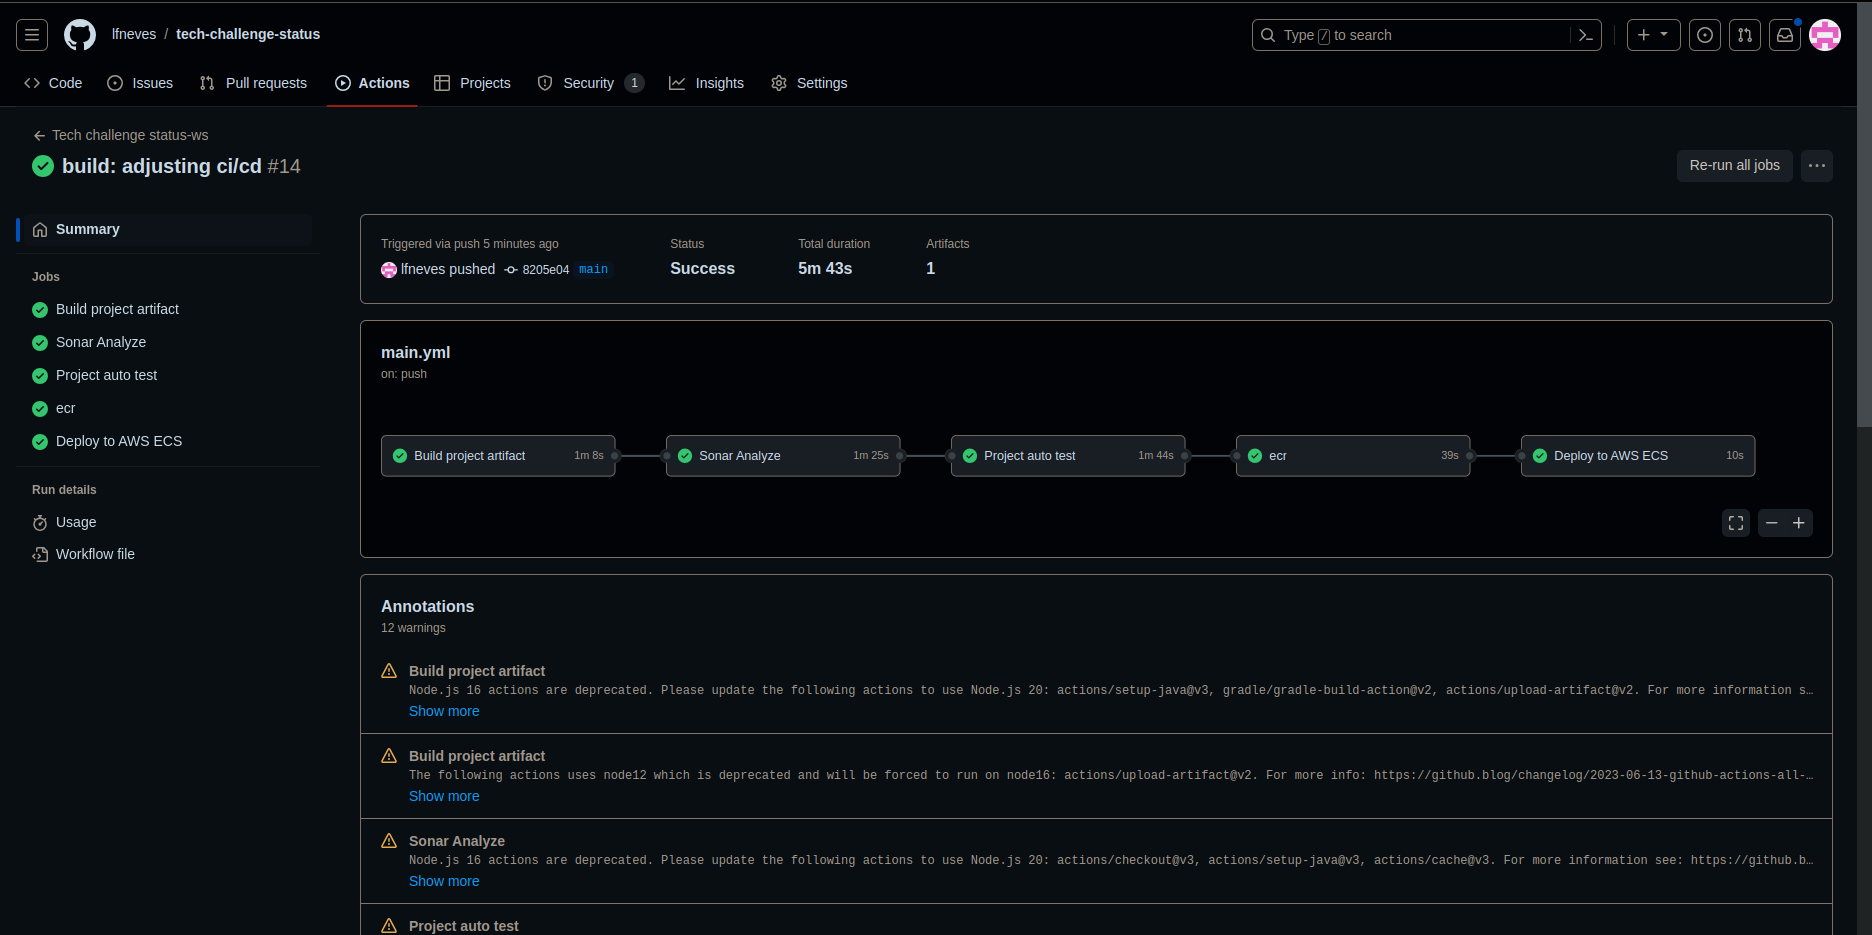 lfneves / tech-challenge-status
Type / to search
Code
Issues
Pull requests
Actions
Projects
Security 1
Insights
Settings
Tech challenge status-ws
build: adjusting ci/cd #14
Re-run all jobs
Summary
Jobs
Build project artifact
Sonar Analyze
Project auto test
ecr
Deploy to AWS ECS
Run details
Usage
Workflow file
Triggered via push 5 minutes ago
lfneves pushed 8205e04 main
Status
Success
Total duration
5m 43s
Artifacts
1
main.yml
on: push
Build project artifact 1m 8s
Sonar Analyze 1m 25s
Project auto test 1m 44s
ecr 39s
Deploy to AWS ECS 10s
Annotations
12 warnings
Build project artifact
Node.js 16 actions are deprecated. Please update the following actions to use Node.js 20: actions/setup-java@v3, gradle/gradle-build-action@v2, actions/upload-artifact@v2. For more information s…
Show more
Build project artifact
The following actions uses node12 which is deprecated and will be forced to run on node16: actions/upload-artifact@v2. For more info: https://github.blog/changelog/2023-06-13-github-actions-all-…
Show more
Sonar Analyze
Node.js 16 actions are deprecated. Please update the following actions to use Node.js 20: actions/checkout@v3, actions/setup-java@v3, actions/cache@v3. For more information see: https://github.b…
Show more
Project auto test